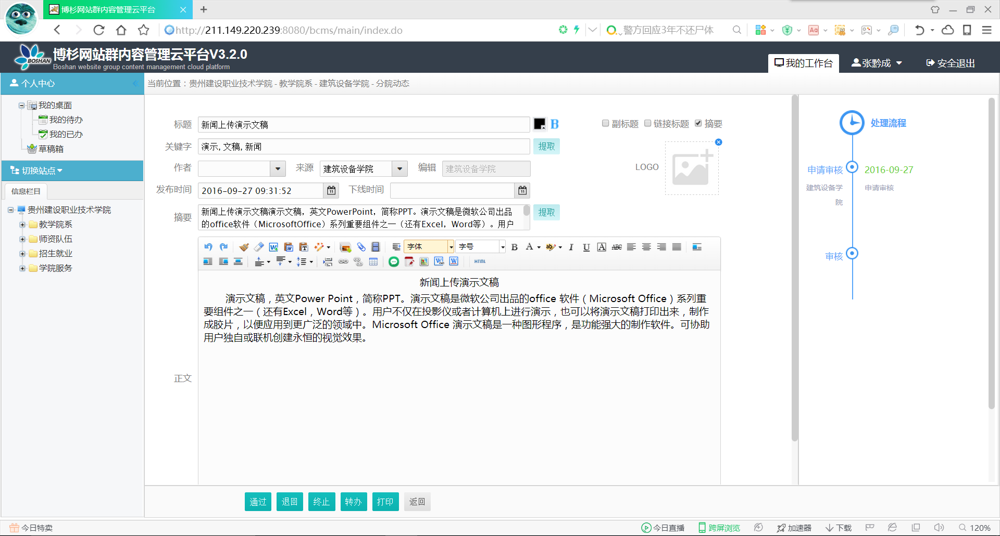 博杉网站群内容管理云平台
http://211.149.220.239:8080/bcms/main/index.do
警方回应3年不还尸体
BOSHAN
博杉网站群内容管理云平台V3.2.0
Boshan website group content management cloud platform
我的工作台
张黔成
安全退出
个人中心
当前位置：贵州建设职业技术学院 - 教学院系 - 建筑设备学院 - 分院动态
我的桌面
我的待办
我的已办
草稿箱
切换站点
信息栏目
贵州建设职业技术学院
教学院系
师资队伍
招生就业
学院服务
标题 新闻上传演示文稿 B
副标题 链接标题 摘要
关键字 演示, 文稿, 新闻 提取
作者 来源 建筑设备学院 编辑 建筑设备学院
LOGO
发布时间 2016-09-27 09:31:52 下线时间
摘要 新闻上传演示文稿演示文稿，英文PowerPoint，简称PPT。演示文稿是微软公司出品
的office软件（MicrosoftOffice）系列重要组件之一（还有Excel，Word等）。用户
提取
字体 字号 B A ab I U A ABC
HTML
正文
新闻上传演示文稿
演示文稿，英文Power Point，简称PPT。演示文稿是微软公司出品的office 软件（Microsoft Office）系列重
要组件之一（还有Excel，Word等）。用户不仅在投影仪或者计算机上进行演示，也可以将演示文稿打印出来，制作
成胶片，以便应用到更广泛的领域中。Microsoft Office 演示文稿是一种图形程序，是功能强大的制作软件。可协助
用户独自或联机创建永恒的视觉效果。
处理流程
申请审核 2016-09-27
建筑设备学
院
申请审核
审核
通过 退回 终止 转办 打印 返回
今日特卖
今日直播 跨屏浏览 加速器 下载 120%